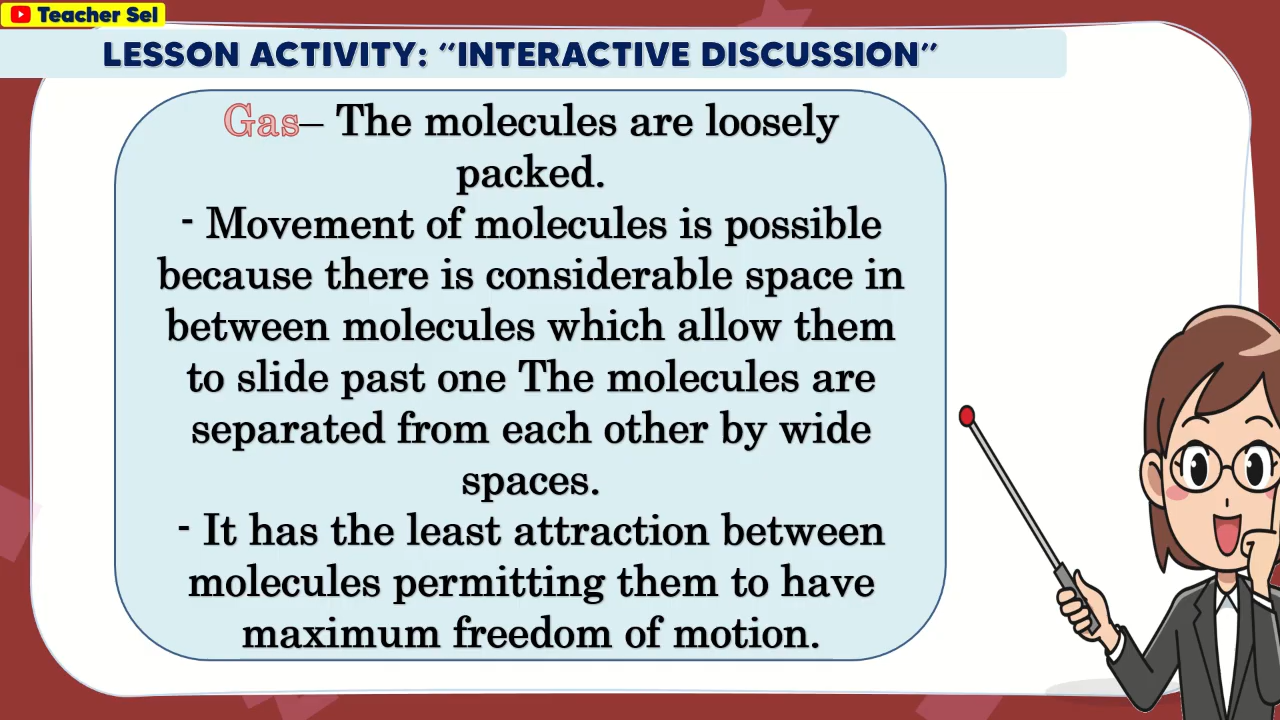 Teacher Sel
LESSON ACTIVITY: “INTERACTIVE DISCUSSION”
Gas– The molecules are loosely
packed.
- Movement of molecules is possible
because there is considerable space in
between molecules which allow them
to slide past one The molecules are
separated from each other by wide
spaces.
- It has the least attraction between
molecules permitting them to have
maximum freedom of motion.